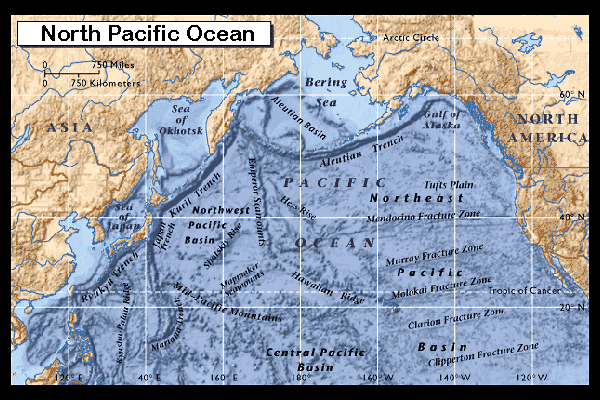 North Pacific Ocean
0 750 Miles
0 750 Kilometers
Arctic Circle
Bering
Sea
60° N
Sea
of
Okhotsk
Aleutian Basin
Gulf of
Alaska
ASIA
NORTH
AMERICA
Aleutian Trench
PACIFIC
Tufts Plain
Northeast
Kuril Trench
Emperor Seamounts
Hess Rise
Northwest
Pacific
Basin
Sea
of
Japan
Japan
Trench
Shatsky Rise
Mendocino Fracture Zone
40° N
OCEAN
Murray Fracture Zone
Pacific
Ryukyu Trench
Mapmaker
Seamounts
Hawaiian Ridge
Molokai Fracture Zone
Tropic of Cancer
Kyushu Palau Ridge
Mid-Pacific Mountains
20° N
Mariana Trench
Clarion Fracture Zone
Basin
Central Pacific
Basin
Clipperton Fracture Zone
120° E
140° E
160° E
180°
160° W
140° W
120° W